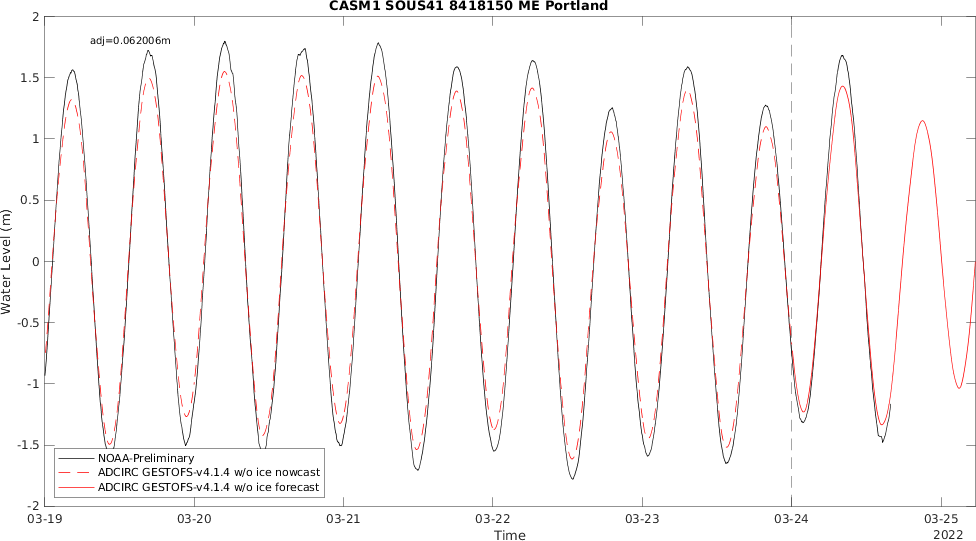 CASM1 SOUS41 8418150 ME Portland
adj=0.062006m
2
1.5
1
0.5
0
-0.5
-1
-1.5
-2
Water Level (m)
NOAA-Preliminary
ADCIRC GESTOFS-v4.1.4 w/o ice nowcast
ADCIRC GESTOFS-v4.1.4 w/o ice forecast
03-19 03-20 03-21 03-22 03-23 03-24 03-25
Time
2022